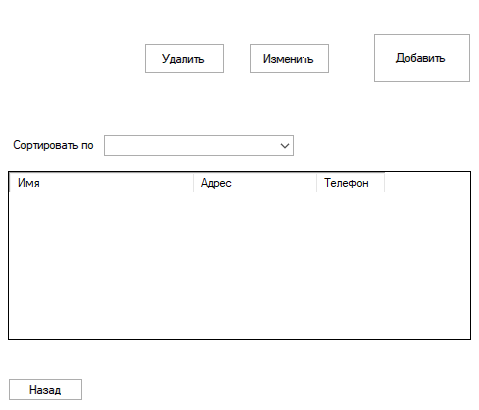 Удалить Изменить Добавить
Сортировать по
Имя Адрес Телефон
Назад